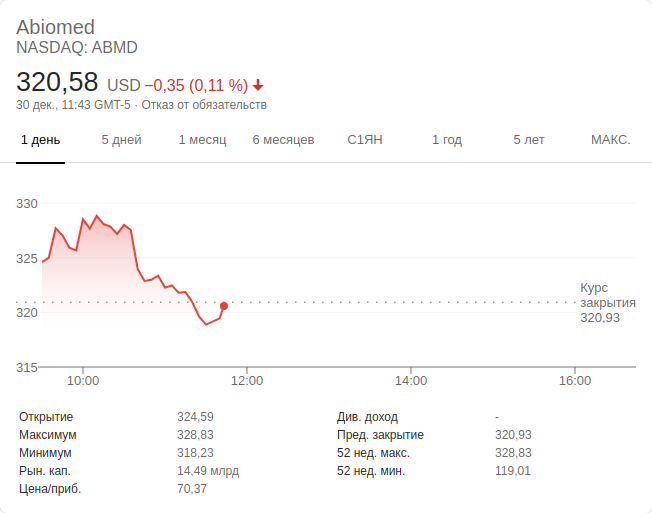 Abiomed
NASDAQ: ABMD
320,58 USD −0,35 (0,11 %)
30 дек., 11:43 GMT-5 · Отказ от обязательств
1 день 5 дней 1 месяц 6 месяцев С1ЯН 1 год 5 лет МАКС.
330
325
320
315
Курс
закрытия
320,93
10:00 12:00 14:00 16:00
Открытие 324,59 Див. доход -
Максимум 328,83 Пред. закрытие 320,93
Минимум 318,23 52 нед. макс. 328,83
Рын. кап. 14,49 млрд 52 нед. мин. 119,01
Цена/приб. 70,37